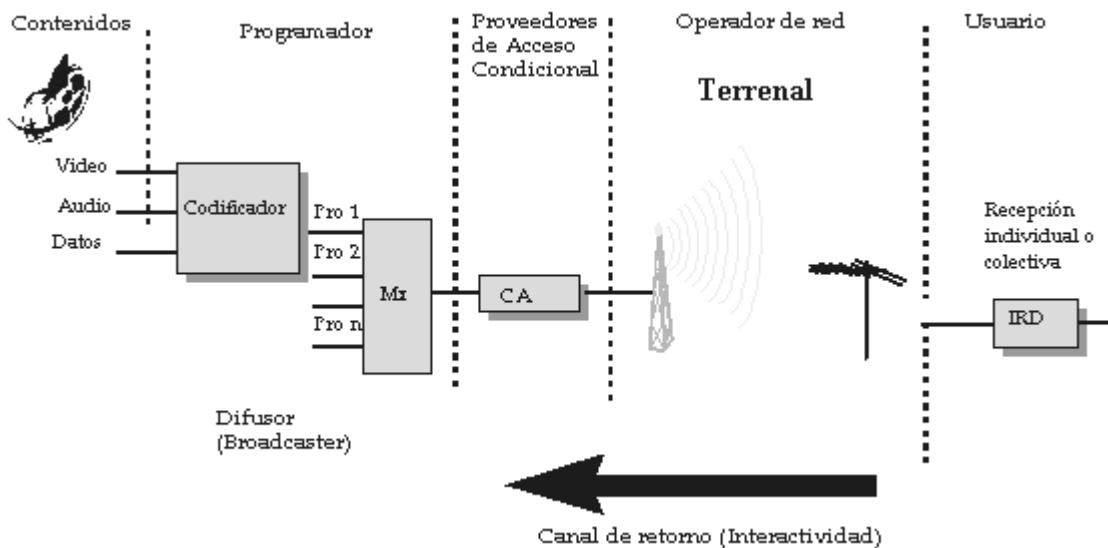 Contenidos
Programador
Proveedores
de Acceso
Condicional
Operador de red
Usuario
Terrenal
Video
Audio
Datos
Codificador
Pro 1
Pro 2
Pro n
Mx
CA
Recepción
individual o
colectiva
IRD
Difusor
(Broadcaster)
Canal de retorno (Interactividad)